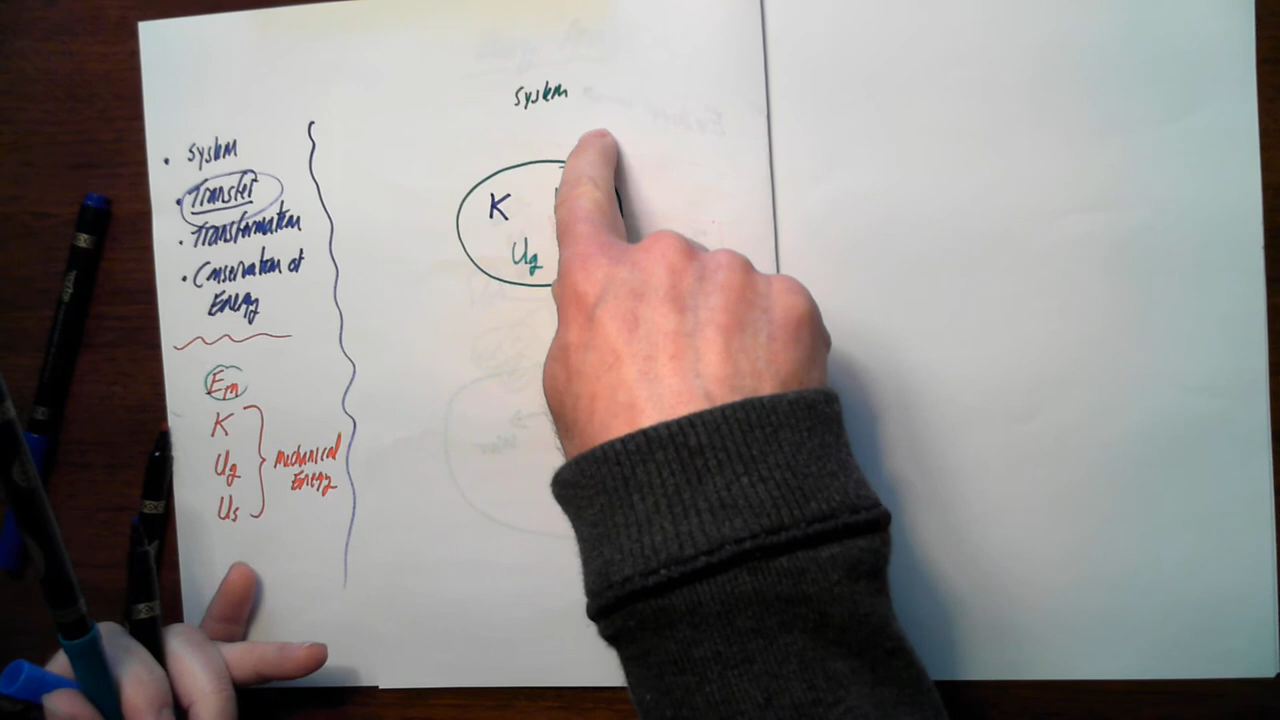 System
• System
• Transfer
• Transformation
• Conservation of
Energy
Em
K
Ug
Us
Mechanical
Energy
K
Ug